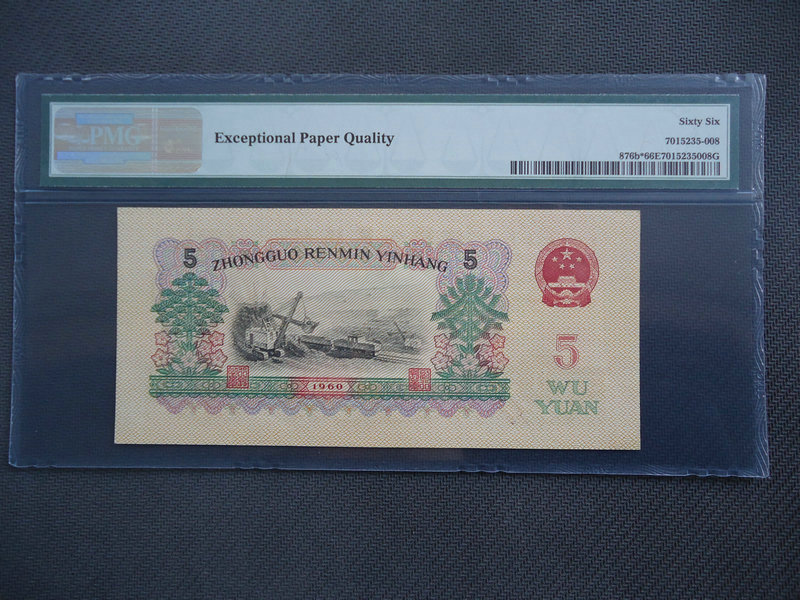 PMG
Exceptional Paper Quality
Sixty Six
7015235-008
876b*66E7015235008G
5
ZHONGGUO RENMIN YINHANG
5
5
1960
WU
YUAN